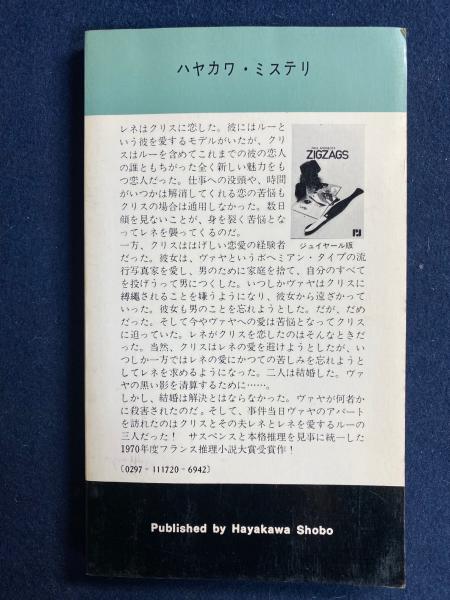 ハヤカワ・ミステリ
レネはクリスに恋した。彼にはルーと
いう彼を愛するモデルがいたが、クリ
スはルーを含めてこれまでの彼の恋人
の誰ともちがった全く新しい魅力をも
つ恋人だった。仕事への没頭や、時間
がいつかは解消してくれる恋の苦悩も
クリスの場合は通用しなかった。数日
顔を見ないことが、身を裂く苦悩とな
ってレネを襲ってくるのだ。
ZIGZAGS
ジュイヤール版
一方、クリスははげしい恋愛の経験者
だった。彼女は、ヴァヤというボヘミアン・タイプの流
行写真家を愛し、男のために家庭を捨て、自分のすべて
を投げうって男につくした。いつしかヴァヤはクリスに
縛縄されることを嫌うようになり、彼女から遠ざかって
いった。彼女も男のことを忘れようとした。だが、だめ
だった。そして今やヴァヤへの愛は苦悩となってクリス
に迫っていた。レネがクリスを恋したのはそんなときだ
った。当然、クリスはレネの愛を避けようとしたが、い
つしか一方ではレネの愛にかつての苦しみを忘れようと
してレネを求めるようになった。二人は結婚した。ヴァ
ヤの黒い影を清算するために……。
しかし、結婚は解決とはならなかった。ヴァヤが何者か
に殺害されたのだ。そして、事件当日ヴァヤのアパート
を訪れたのはクリスとその夫レネとレネを愛するルーの
三人だった！　サスペンスと本格推理を見事に統一した
1970年度フランス推理小説大賞受賞作！
〔0297-111720-6942〕
Published by Hayakawa Shobo